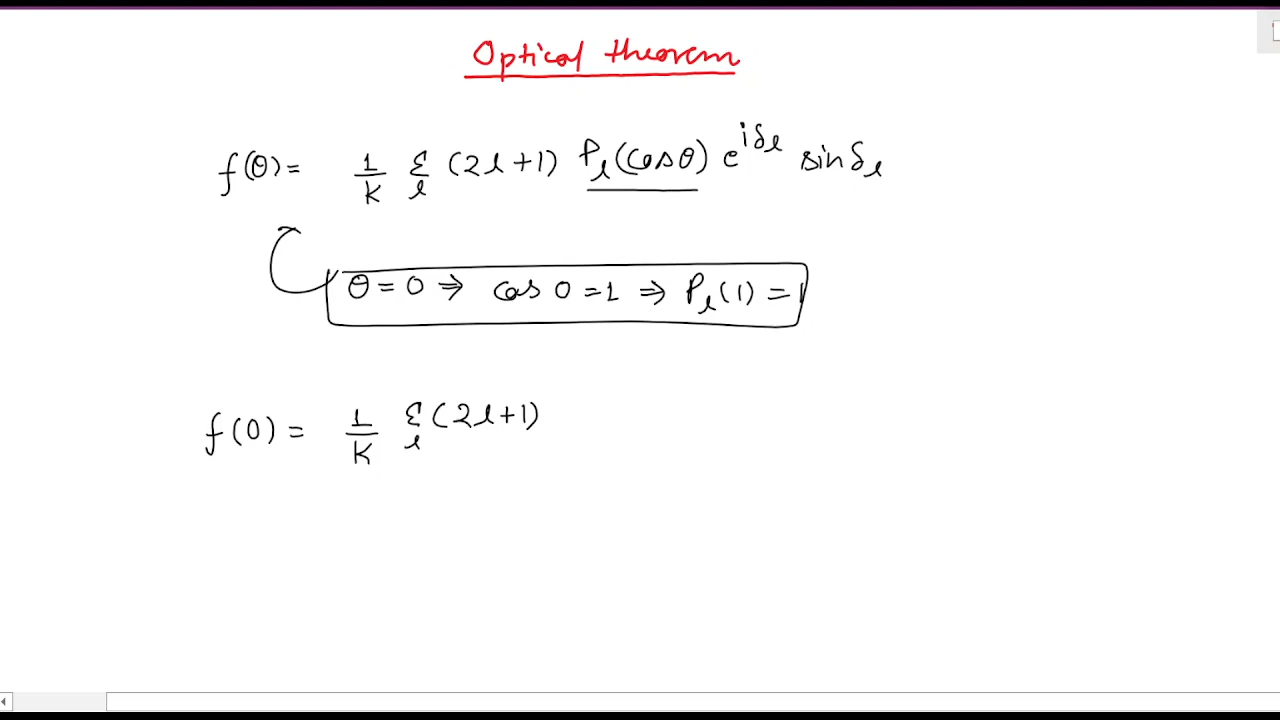 Optical theorem
f(θ) = 1/k Σ_l (2l+1) P_l(cosθ) e^{iδ_l} sinδ_l
θ = 0 ⇒ cos 0 = 1 ⇒ P_l(1) = 1
f(0) = 1/k Σ_l (2l+1)